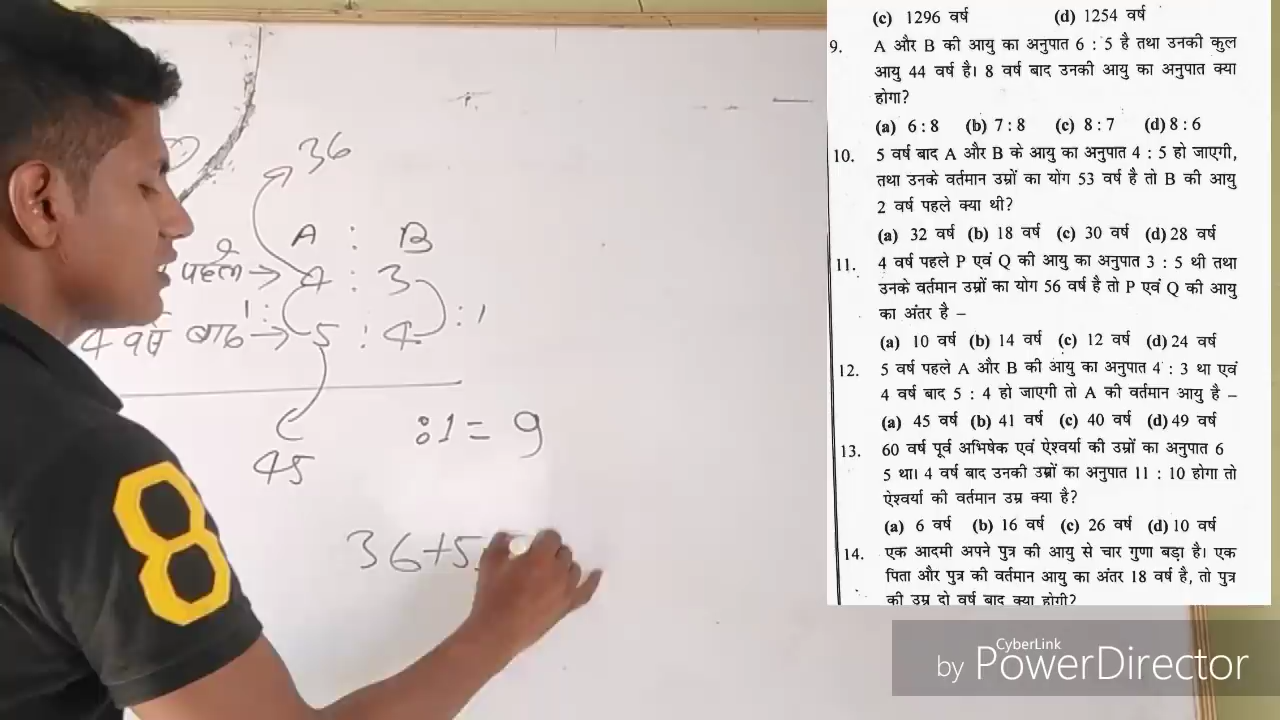 36
A : B
पहले → 4 : 3
1 :
4 वर्ष बाद → 5 : 4 : 1
:1 = 9
45
36+5
(c) 1296 वर्ष (d) 1254 वर्ष
9. A और B की आयु का अनुपात 6 : 5 है तथा उनकी कुल
आयु 44 वर्ष है। 8 वर्ष बाद उनकी आयु का अनुपात क्या
होगा?
(a) 6 : 8 (b) 7 : 8 (c) 8 : 7 (d) 8 : 6
10. 5 वर्ष बाद A और B के आयु का अनुपात 4 : 5 हो जाएगी,
तथा उनके वर्तमान उम्रों का योग 53 वर्ष है तो B की आयु
2 वर्ष पहले क्या थी?
(a) 32 वर्ष (b) 18 वर्ष (c) 30 वर्ष (d) 28 वर्ष
11. 4 वर्ष पहले P एवं Q की आयु का अनुपात 3 : 5 थी तथा
उनके वर्तमान उम्रों का योग 56 वर्ष है तो P एवं Q की आयु
का अंतर है –
(a) 10 वर्ष (b) 14 वर्ष (c) 12 वर्ष (d) 24 वर्ष
12. 5 वर्ष पहले A और B की आयु का अनुपात 4 : 3 था एवं
4 वर्ष बाद 5 : 4 हो जाएगी तो A की वर्तमान आयु है –
(a) 45 वर्ष (b) 41 वर्ष (c) 40 वर्ष (d) 49 वर्ष
13. 60 वर्ष पूर्व अभिषेक एवं ऐश्वर्या की उम्रों का अनुपात 6
5 था। 4 वर्ष बाद उनकी उम्रों का अनुपात 11 : 10 होगा तो
ऐश्वर्या की वर्तमान उम्र क्या है?
(a) 6 वर्ष (b) 16 वर्ष (c) 26 वर्ष (d) 10 वर्ष
14. एक आदमी अपने पुत्र की आयु से चार गुणा बड़ा है। एक
पिता और पुत्र की वर्तमान आयु का अंतर 18 वर्ष है, तो पुत्र
की उम्र दो वर्ष बाद क्या होगी?
8
CyberLink
by PowerDirector